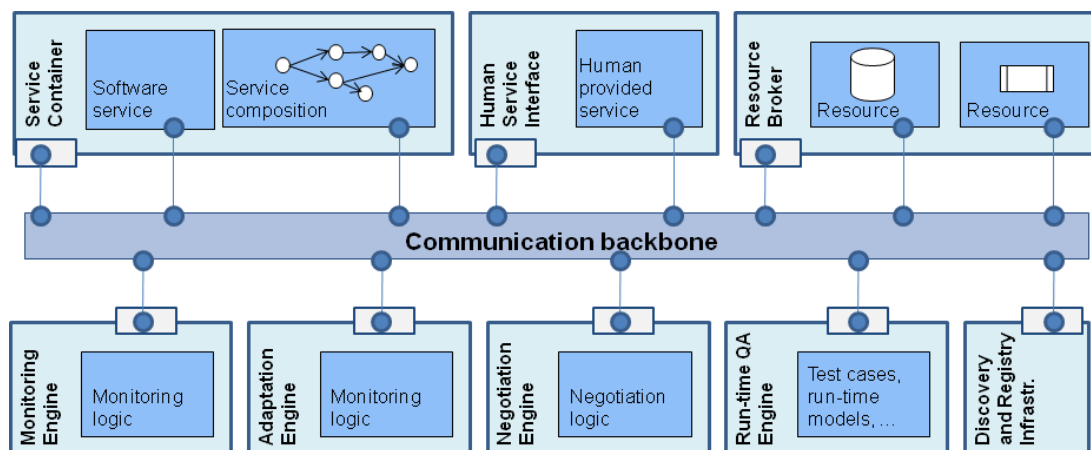 Service
Container
Software
service
Service
composition
Human
Service
Interface
Human
provided
service
Resource
Broker
Resource
Resource
Communication backbone
Monitoring
Engine
Monitoring
logic
Adaptation
Engine
Monitoring
logic
Negotiation
Engine
Negotiation
logic
Run-time QA
Engine
Test cases,
run-time
models, ...
Discovery
and Registry
Infrastr.